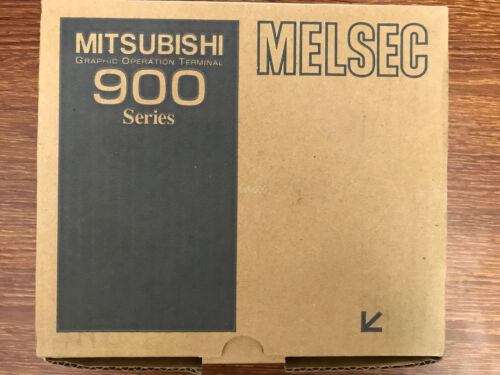 MITSUBISHI
GRAPHIC OPERATION TERMINAL
900
Series
MELSEC